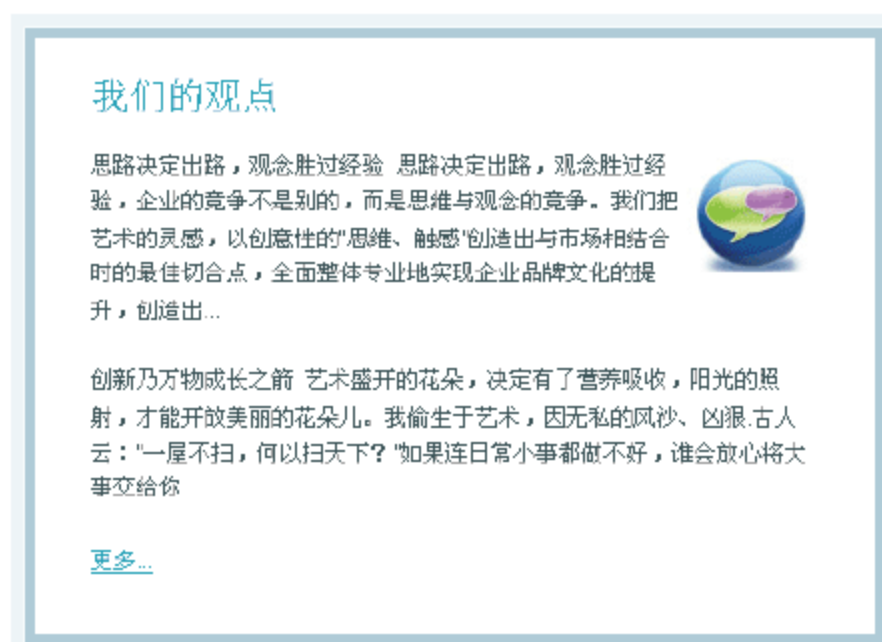 我们的观点
思路决定出路，观念胜过经验 思路决定出路，观念胜过经
验，企业的竞争不是别的，而是思维与观念的竞争。我们把
艺术的灵感，以创意性的"思维、触感"创造出与市场相结合
时的最佳切合点，全面整体专业地实现企业品牌文化的提
升，创造出...
创新乃万物成长之箭 艺术盛开的花朵，决定有了营养吸收，阳光的照
射，才能开放美丽的花朵儿。我偷生于艺术，因无私的风沙、凶狠.古人
云："一屋不扫，何以扫天下？"如果连日常小事都做不好，谁会放心将大
事交给你
更多...